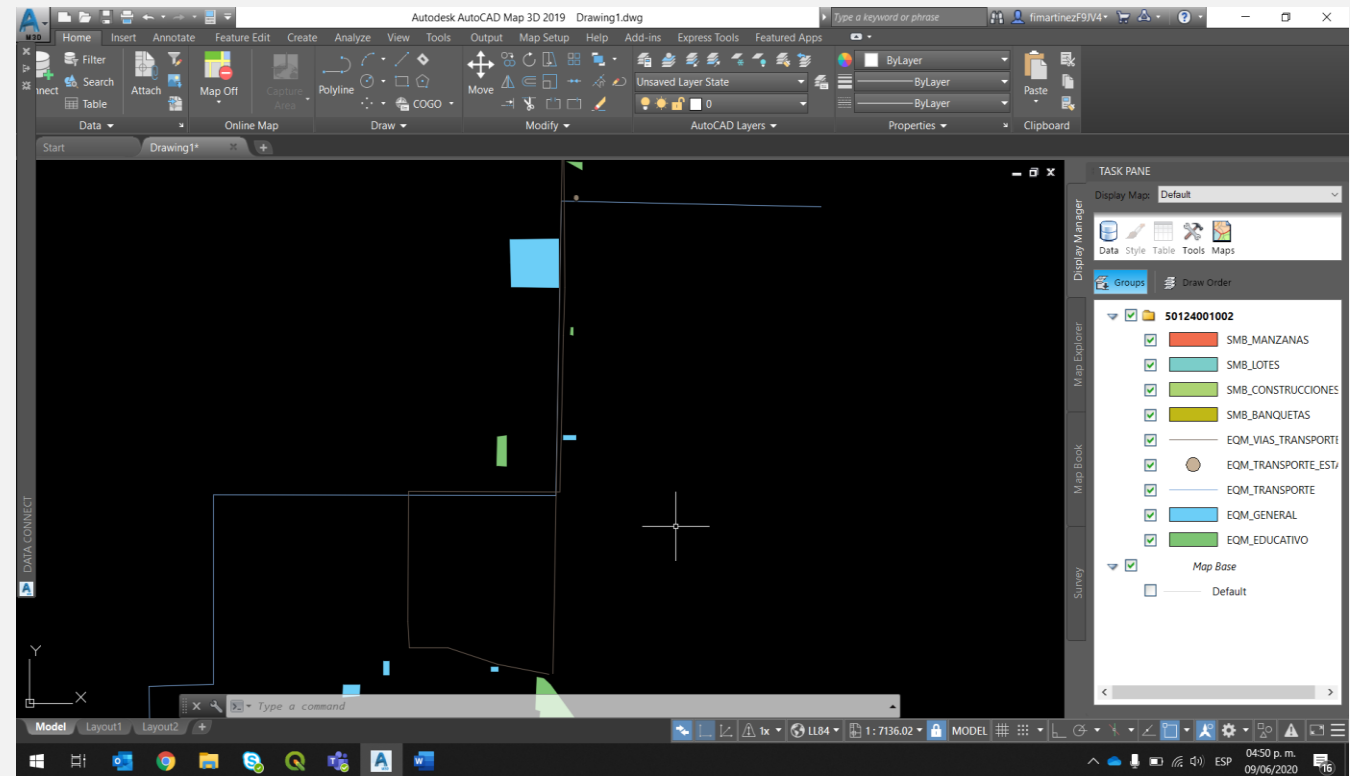 Autodesk AutoCAD Map 3D 2019 Drawing1.dwg
Type a keyword or phrase
fimartinezF9JV4
M3D
Home Insert Annotate Feature Edit Create Analyze View Tools Output Map Setup Help Add-ins Express Tools Featured Apps
Filter
Search
Table
Attach
Map Off
Capture Area
Polyline
COGO
Move
Unsaved Layer State
0
ByLayer
ByLayer
ByLayer
Paste
Data Online Map Draw Modify AutoCAD Layers Properties Clipboard
Start Drawing1* +
DATA CONNECT
Y
X
Type a command
Model Layout1 Layout2 +
TASK PANE
Display Map: Default
Data Style Table Tools Maps
Groups Draw Order
Display Manager
Map Explorer
Map Book
Survey
50124001002
SMB_MANZANAS
SMB_LOTES
SMB_CONSTRUCCIONES
SMB_BANQUETAS
EQM_VIAS_TRANSPORTE
EQM_TRANSPORTE_EST
EQM_TRANSPORTE
EQM_GENERAL
EQM_EDUCATIVO
Map Base
Default
1x LL84 1 : 7136.02 MODEL
ESP
04:50 p. m.
09/06/2020
16